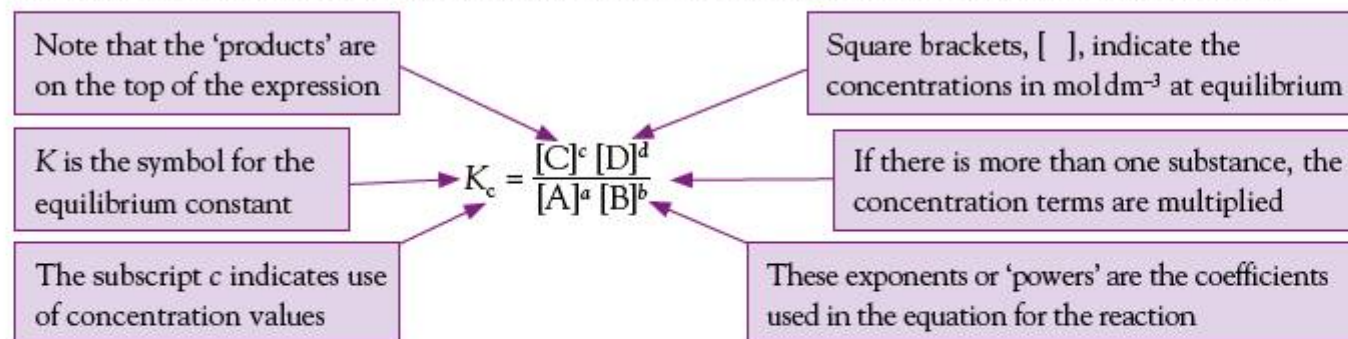 Note that the ‘products’ are
on the top of the expression
Square brackets, [ ], indicate the
concentrations in mol dm⁻³ at equilibrium
K is the symbol for the
equilibrium constant
K_c = [C]^c [D]^d / [A]^a [B]^b
If there is more than one substance, the
concentration terms are multiplied
The subscript c indicates use
of concentration values
These exponents or ‘powers’ are the coefficients
used in the equation for the reaction